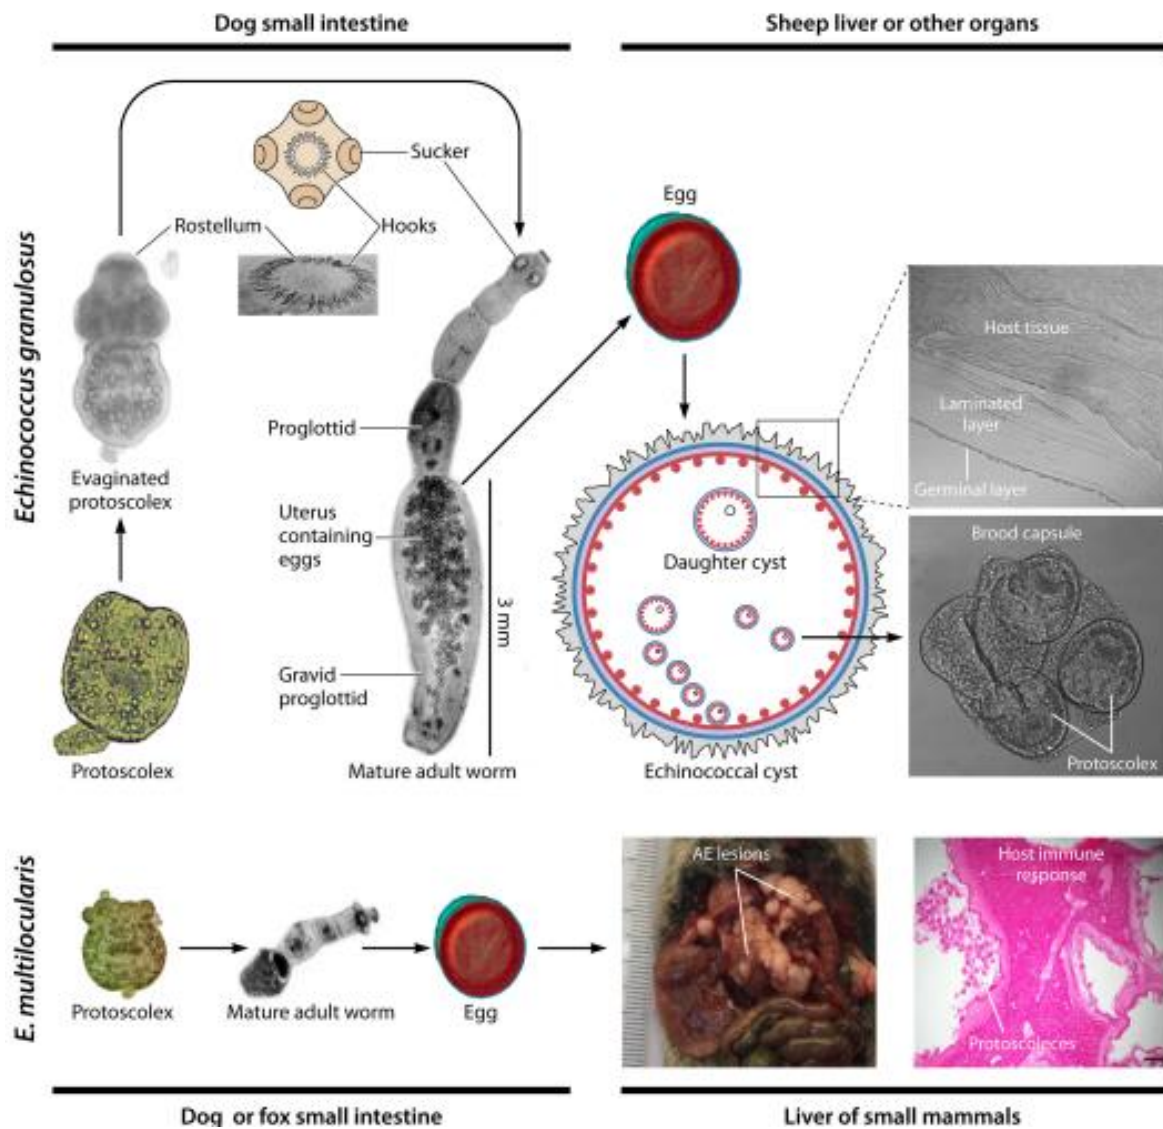 Dog small intestine
Sheep liver or other organs
Echinococcus granulosus
Sucker
Rostellum
Hooks
Egg
Host tissue
Laminated
layer
Germinal layer
Proglottid
Evaginated
protoscolex
Uterus
containing
eggs
3 mm
Daughter cyst
Brood capsule
Gravid
proglottid
Protoscolex
Mature adult worm
Echinococcal cyst
Protoscolex
E. multilocularis
AE lesions
Host immune
response
Protoscolex
Mature adult worm
Egg
Protoscoleces
Dog or fox small intestine
Liver of small mammals